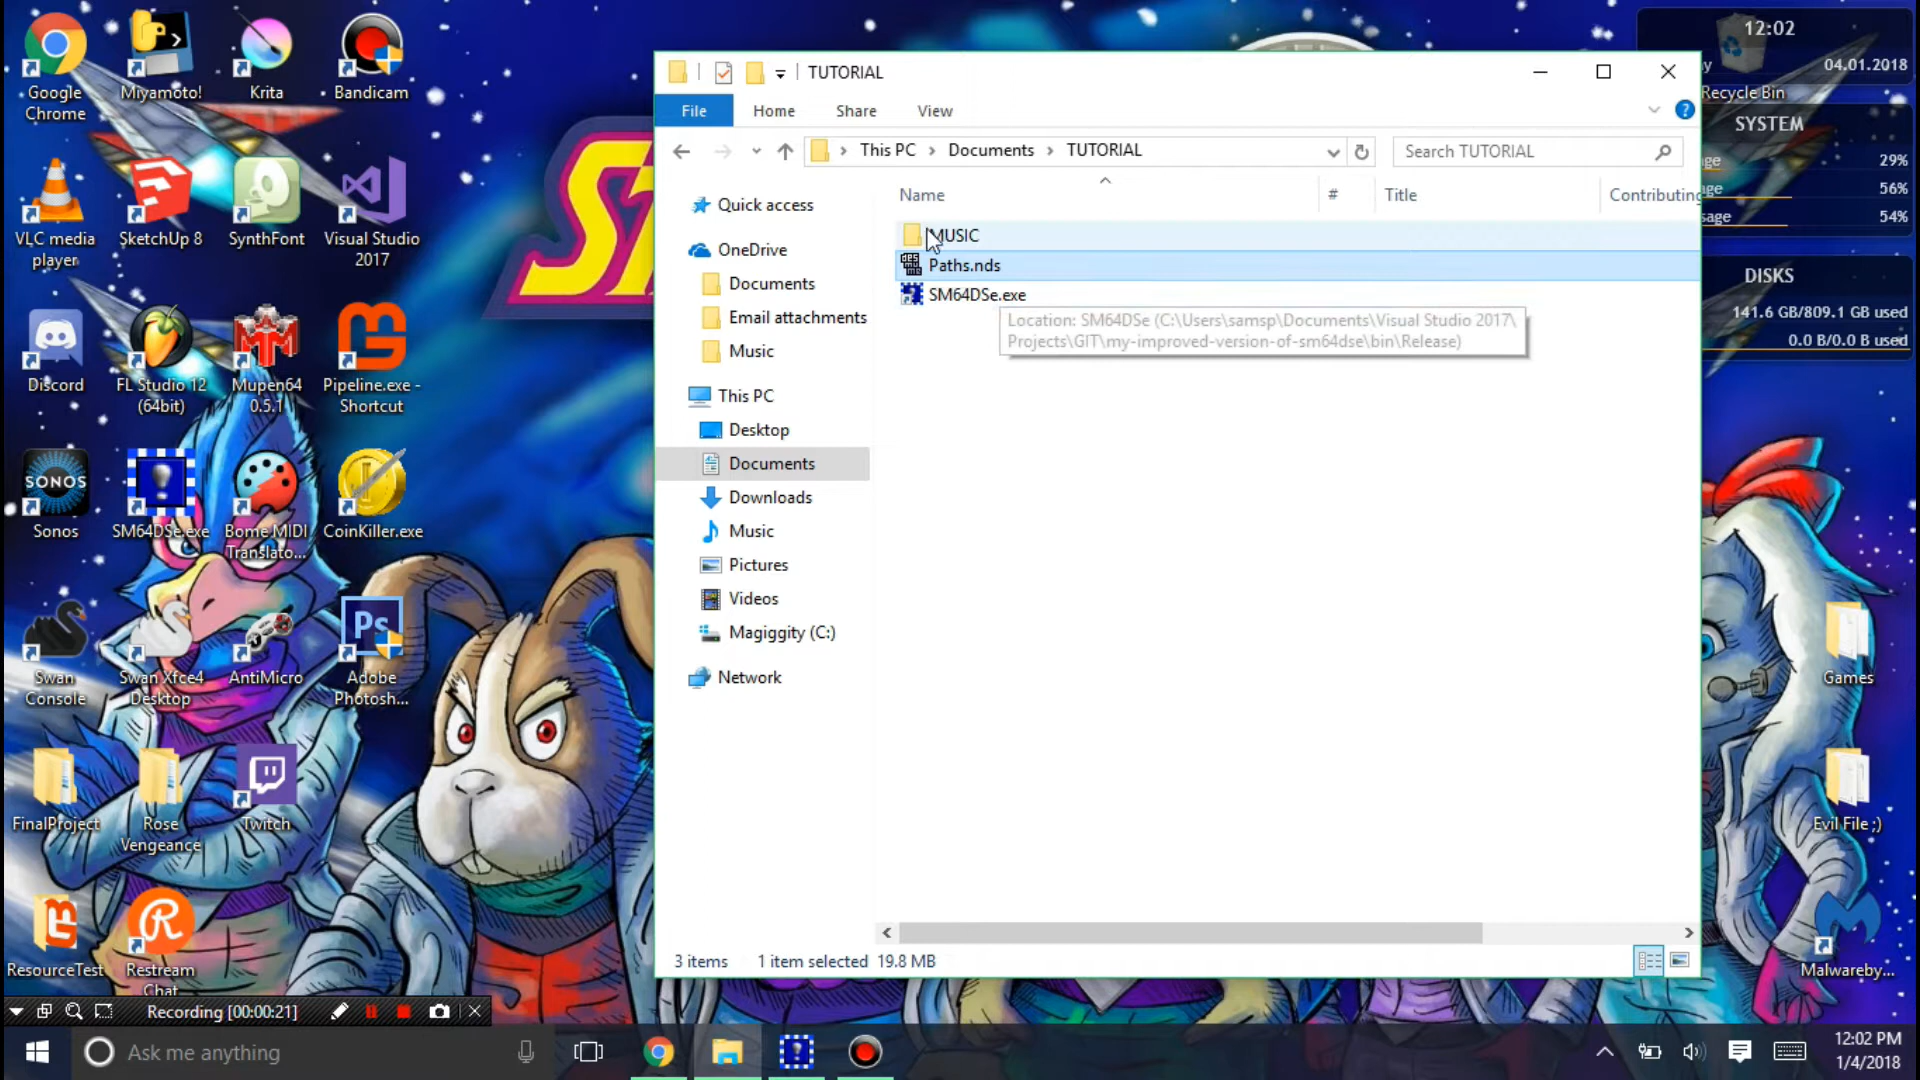 Google
Chrome
Miyamoto!
Krita
Bandicam
VLC media
player
SketchUp 8
SynthFont
Visual Studio
2017
Discord
FL Studio 12
(64bit)
Mupen64
0.5.1
Pipeline.exe -
Shortcut
SONOS
Sonos
SM64DSe.exe
Bome MIDI
Translato...
CoinKiller.exe
Swan
Console
Swan Xfce4
Desktop
AntiMicro
Ps
Adobe
Photosh...
FinalProject
Rose
Vengeance
Twitch
ResourceTest
Restream
Chat
TUTORIAL
File
Home
Share
View
This PC
Documents
TUTORIAL
Search TUTORIAL
Name
#
Title
Contributing
Quick access
OneDrive
Documents
Email attachments
Music
This PC
Desktop
Documents
Downloads
Music
Pictures
Videos
Magiggity (C:)
Network
MUSIC
Paths.nds
SM64DSe.exe
Location: SM64DSe (C:\Users\samsp\Documents\Visual Studio 2017\
Projects\GIT\my-improved-version-of-sm64dse\bin\Release)
3 items
1 item selected 19.8 MB
12:02
04.01.2018
Recycle Bin
SYSTEM
29%
56%
54%
DISKS
141.6 GB/809.1 GB used
0.0 B/0.0 B used
Games
Evil File ;)
Malwareby...
Recording [00:00:21]
Ask me anything
12:02 PM
1/4/2018